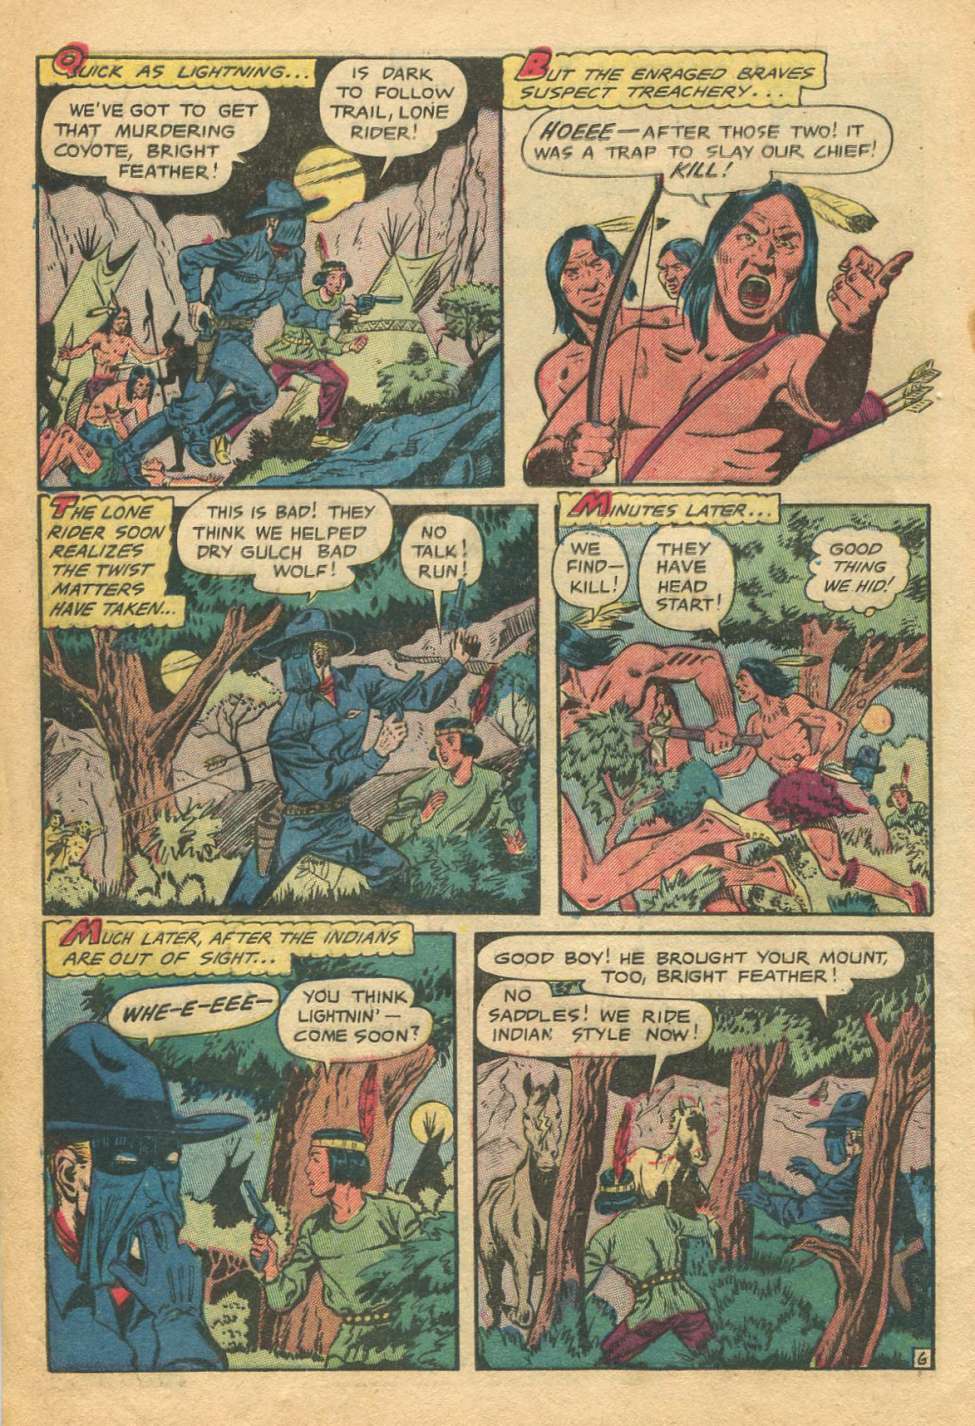 QUICK AS LIGHTNING...
WE'VE GOT TO GET
THAT MURDERING
COYOTE, BRIGHT
FEATHER!
IS DARK
TO FOLLOW
TRAIL, LONE
RIDER!
BUT THE ENRAGED BRAVES
SUSPECT TREACHERY...
HOEEE— AFTER THOSE TWO! IT
WAS A TRAP TO SLAY OUR CHIEF!
KILL!
THE LONE
RIDER SOON
REALIZES
THE TWIST
MATTERS
HAVE TAKEN...
THIS IS BAD! THEY
THINK WE HELPED
DRY GULCH BAD
WOLF!
NO
TALK!
RUN!
MINUTES LATER...
WE
FIND—
KILL!
THEY
HAVE
HEAD
START!
GOOD
THING
WE HID!
MUCH LATER, AFTER THE INDIANS
ARE OUT OF SIGHT...
WHE-E-EEE—
YOU THINK
LIGHTNIN'—
COME SOON?
GOOD BOY! HE BROUGHT YOUR MOUNT,
TOO, BRIGHT FEATHER!
NO
SADDLES! WE RIDE
INDIAN STYLE NOW!
6